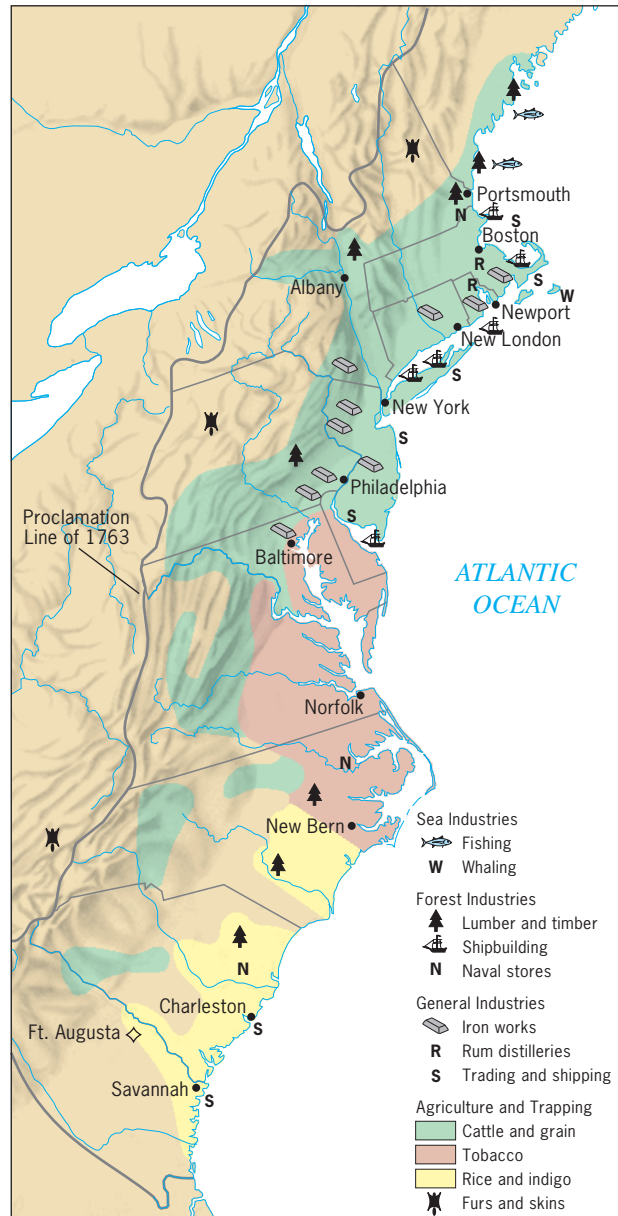 Portsmouth
N
S
Boston
R
S
R
W
Albany
Newport
New London
S
New York
S
Philadelphia
S
Proclamation
Line of 1763
Baltimore
ATLANTIC
OCEAN
Norfolk
N
New Bern
N
Charleston
S
Ft. Augusta
Savannah
S
Sea Industries
Fishing
W Whaling
Forest Industries
Lumber and timber
Shipbuilding
N Naval stores
General Industries
Iron works
R Rum distilleries
S Trading and shipping
Agriculture and Trapping
Cattle and grain
Tobacco
Rice and indigo
Furs and skins